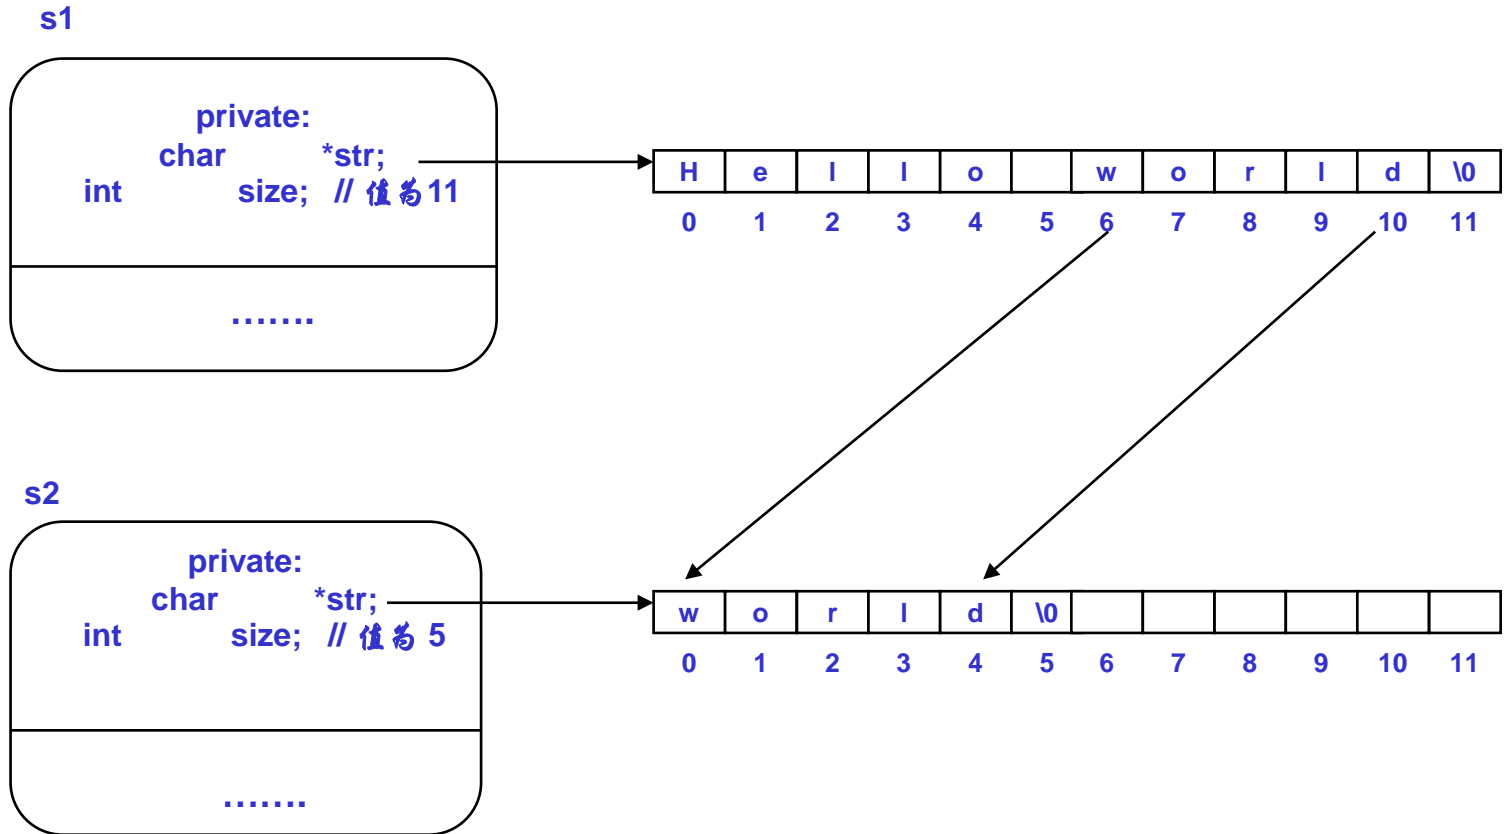 s1
private:
char *str;
int size; // 值为11
…….
H e l l o w o r l d \0
0 1 2 3 4 5 6 7 8 9 10 11
s2
private:
char *str;
int size; // 值为 5
…….
w o r l d \0
0 1 2 3 4 5 6 7 8 9 10 11